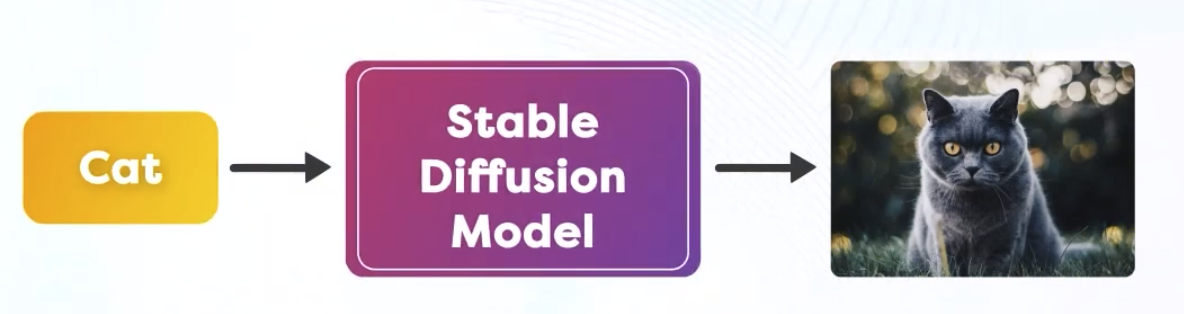 Cat
Stable
Diffusion
Model